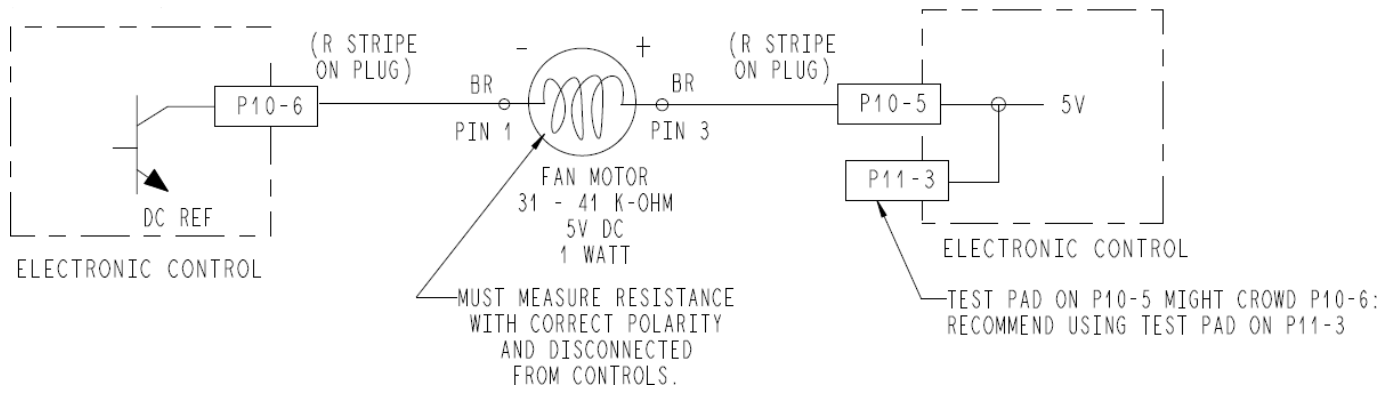 (R STRIPE
ON PLUG)
-
+
(R STRIPE
ON PLUG)
BR
BR
P10-6
P10-5
5V
PIN 1
PIN 3
P11-3
DC REF
FAN MOTOR
31 - 41 K-OHM
5V DC
1 WATT
ELECTRONIC CONTROL
ELECTRONIC CONTROL
MUST MEASURE RESISTANCE
WITH CORRECT POLARITY
AND DISCONNECTED
FROM CONTROLS.
TEST PAD ON P10-5 MIGHT CROWD P10-6:
RECOMMEND USING TEST PAD ON P11-3